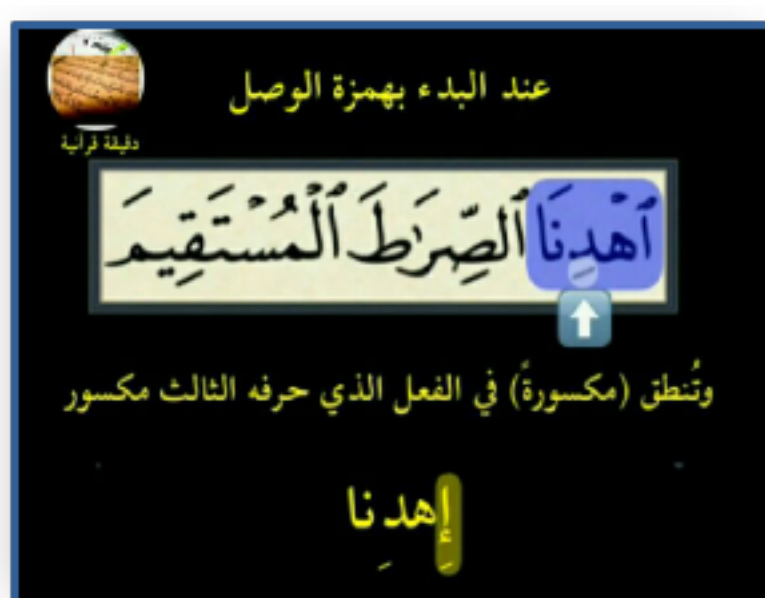 عند البدء بهمزة الوصل
دقيقة قرآنية
ٱهۡدِنَا ٱلصِّرَٰطَ ٱلۡمُسۡتَقِيمَ
وتُنطق (مكسورةً) في الفعل الذي حرفه الثالث مكسور
إِهدِنا